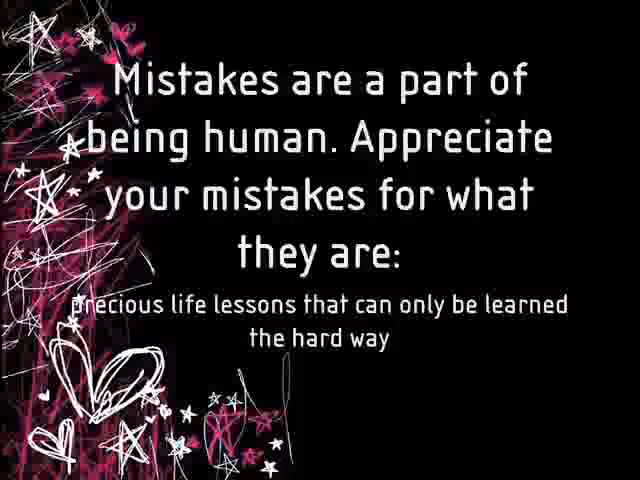 Mistakes are a part of
being human. Appreciate
your mistakes for what
they are:
precious life lessons that can only be learned
the hard way